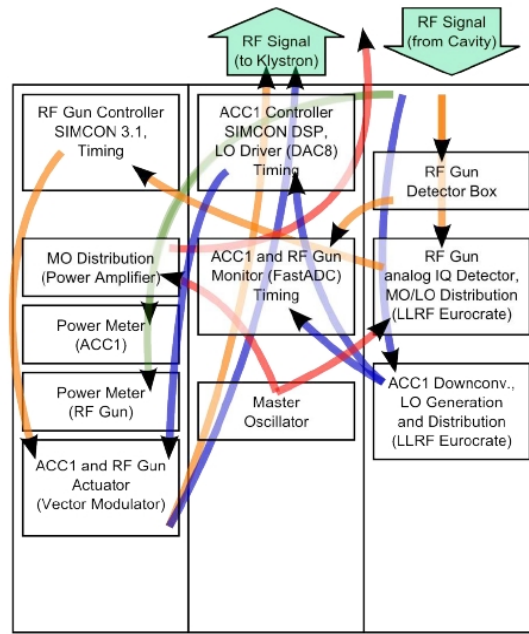 RF Signal
(to Klystron)
RF Signal
(from Cavity)
RF Gun Controller
SIMCON 3.1,
Timing
MO Distribution
(Power Amplifier)
Power Meter
(ACC1)
Power Meter
(RF Gun)
ACC1 and RF Gun
Actuator
(Vector Modulator)
ACC1 Controller
SIMCON DSP,
LO Driver (DAC8)
Timing
ACC1 and RF Gun
Monitor (FastADC)
Timing
Master
Oscillator
RF Gun
Detector Box
RF Gun
analog IQ Detector,
MO/LO Distribution
(LLRF Eurocrate)
ACC1 Downconv.,
LO Generation
and Distribution
(LLRF Eurocrate)